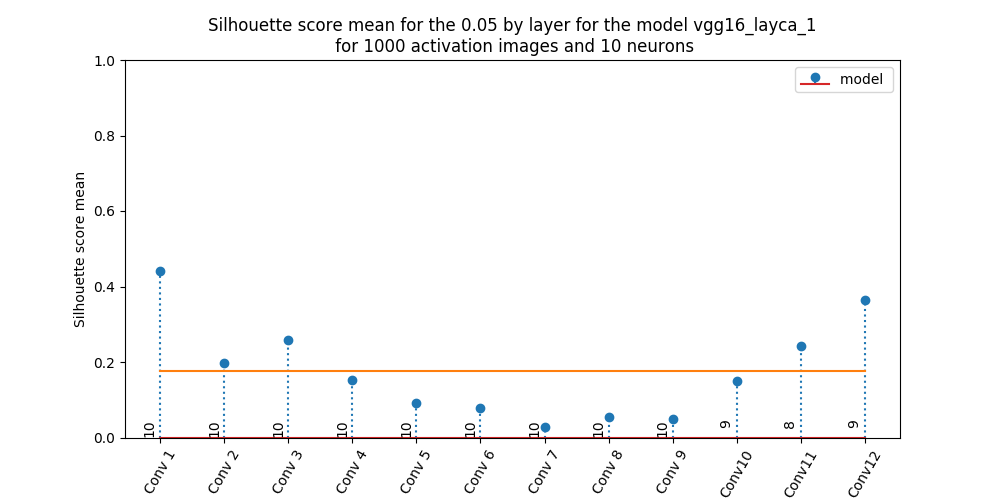 Silhouette score mean for the 0.05 by layer for the model vgg16_layca_1
for 1000 activation images and 10 neurons
model
Silhouette score mean
1.0
0.8
0.6
0.4
0.2
0.0
10
10
10
10
10
10
10
10
10
9
8
9
Conv 1
Conv 2
Conv 3
Conv 4
Conv 5
Conv 6
Conv 7
Conv 8
Conv 9
Conv10
Conv11
Conv12